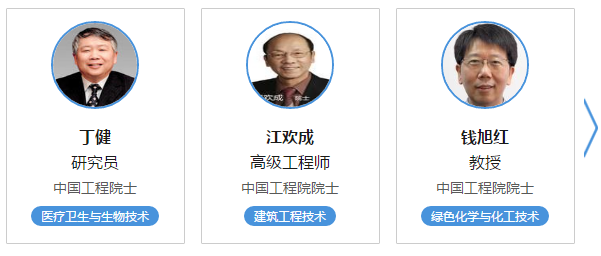 丁健
研究员
中国工程院院士
医疗卫生与生物技术
欢成 院士
江欢成
高级工程师
中国工程院院士
建筑工程技术
钱旭红
教授
中国工程院院士
绿色化学与化工技术